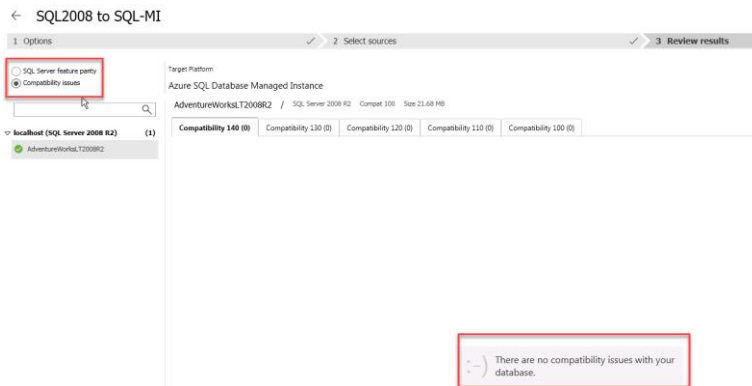 ← SQL2008 to SQL-MI
1 Options
2 Select sources
3 Review results
SQL Server feature parity
Compatibility issues
localhost (SQL Server 2008 R2) (1)
AdventureWorksLT2008R2
Target Platform
Azure SQL Database Managed Instance
AdventureWorksLT2008R2 / SQL Server 2008 R2 Compat 100 Size 21.68 MB
Compatibility 140 (0) Compatibility 130 (0) Compatibility 120 (0) Compatibility 110 (0) Compatibility 100 (0)
:-) There are no compatibility issues with your
database.